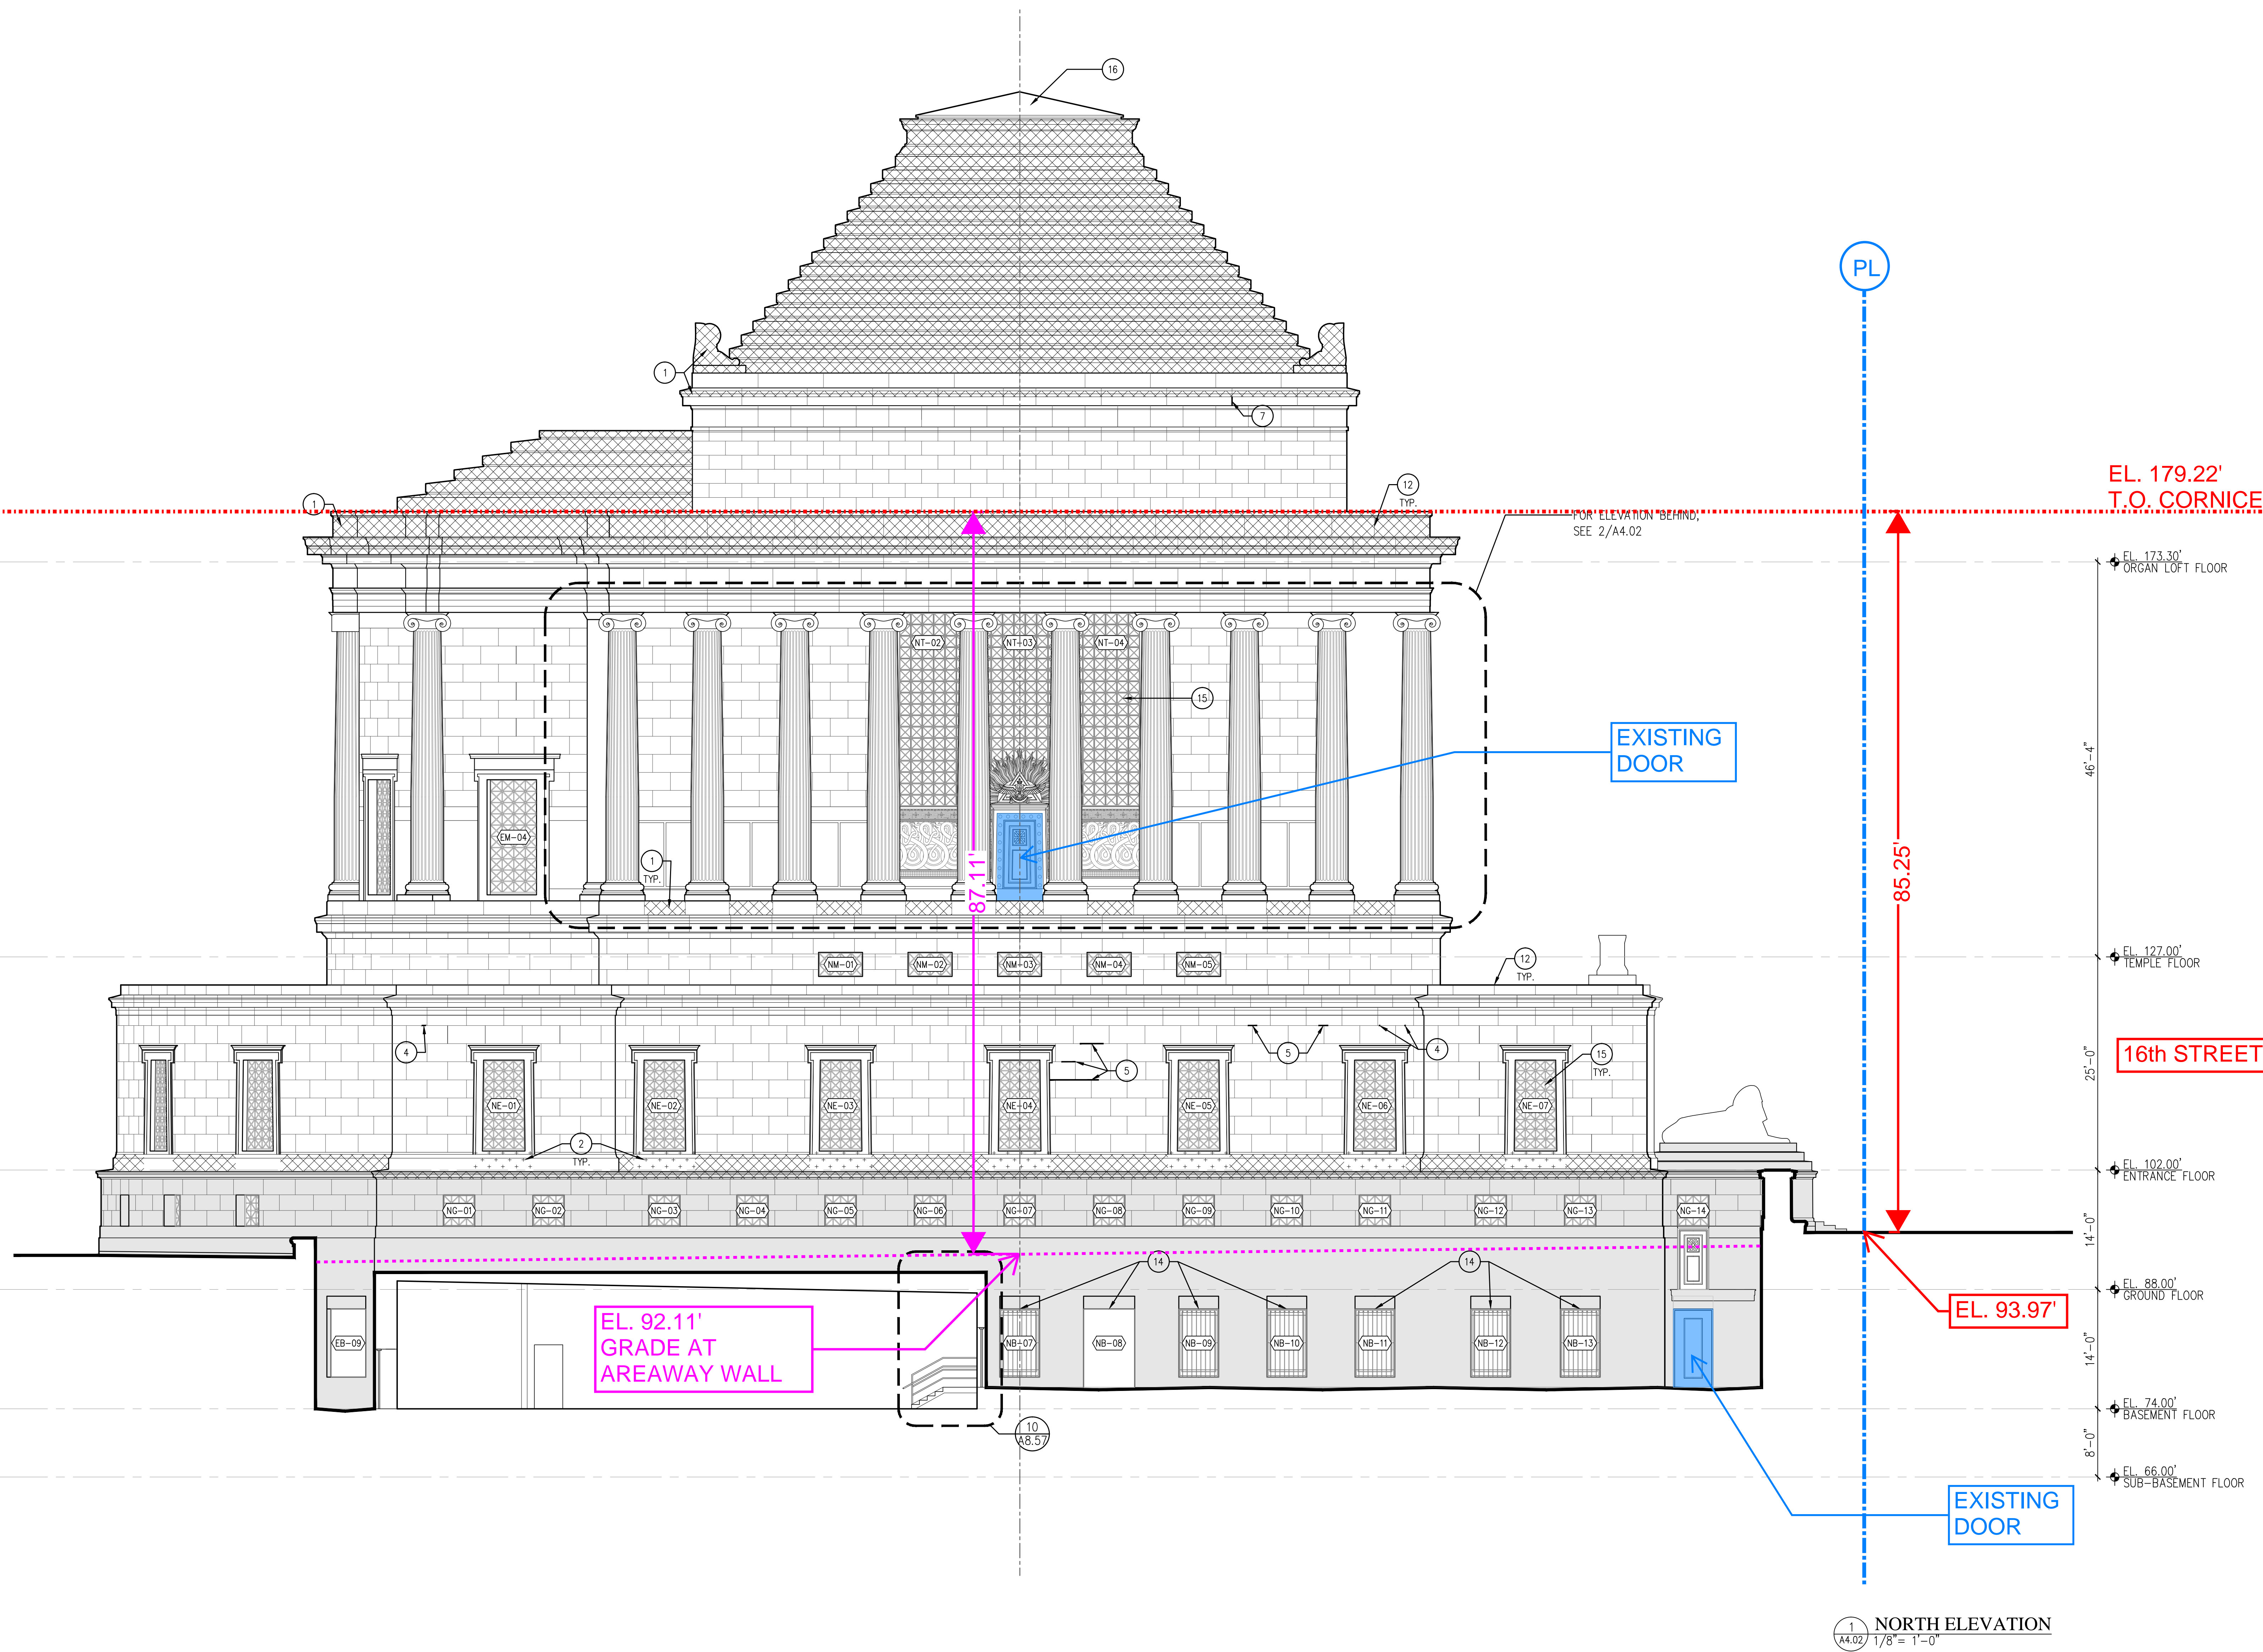 16
PL
1
7
EL. 179.22'
T.O. CORNICE
1
12
TYP.
FOR ELEVATION BEHIND,
SEE 2/A4.02
EL. 173.30'
ORGAN LOFT FLOOR
NT-02
NT-03
NT-04
15
EXISTING
DOOR
46'-4"
EM-04
1
TYP.
87.11'
85.25'
NM-01
NM-02
NM-03
NM-04
NM-05
12
TYP.
EL. 127.00'
TEMPLE FLOOR
4
5
5
4
15
TYP.
25'-0"
16th STREET
NE-01
NE-02
NE-03
NE-04
NE-05
NE-06
NE-07
2
TYP.
EL. 102.00'
ENTRANCE FLOOR
NG-01
NG-02
NG-03
NG-04
NG-05
NG-06
NG-07
NG-08
NG-09
NG-10
NG-11
NG-12
NG-13
NG-14
14'-0"
14
14
EL. 88.00'
GROUND FLOOR
EL. 93.97'
EL. 92.11'
GRADE AT
AREAWAY WALL
EB-09
NB-07
NB-08
NB-09
NB-10
NB-11
NB-12
NB-13
14'-0"
EL. 74.00'
BASEMENT FLOOR
10
A8.57
8'-0"
EL. 66.00'
SUB-BASEMENT FLOOR
EXISTING
DOOR
1
A4.02
NORTH ELEVATION
1/8"= 1'-0"